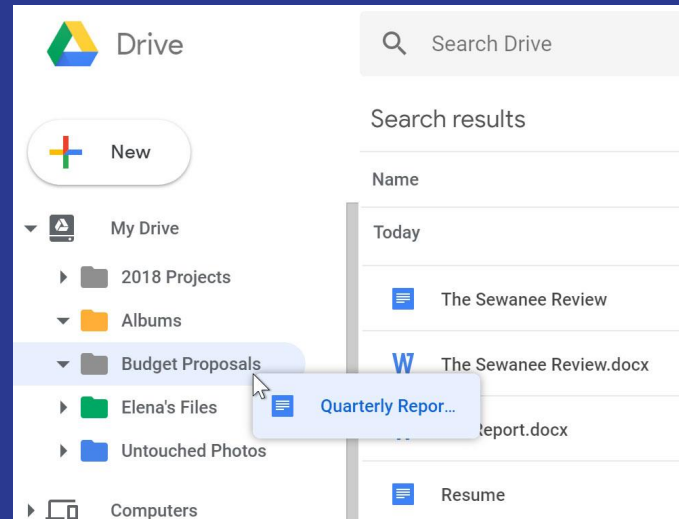 Drive
Search Drive
New
Search results
Name
My Drive
Today
2018 Projects
The Sewanee Review
Albums
Budget Proposals
The Sewanee Review.docx
Elena's Files
Quarterly Repor...
Report.docx
Untouched Photos
Resume
Computers